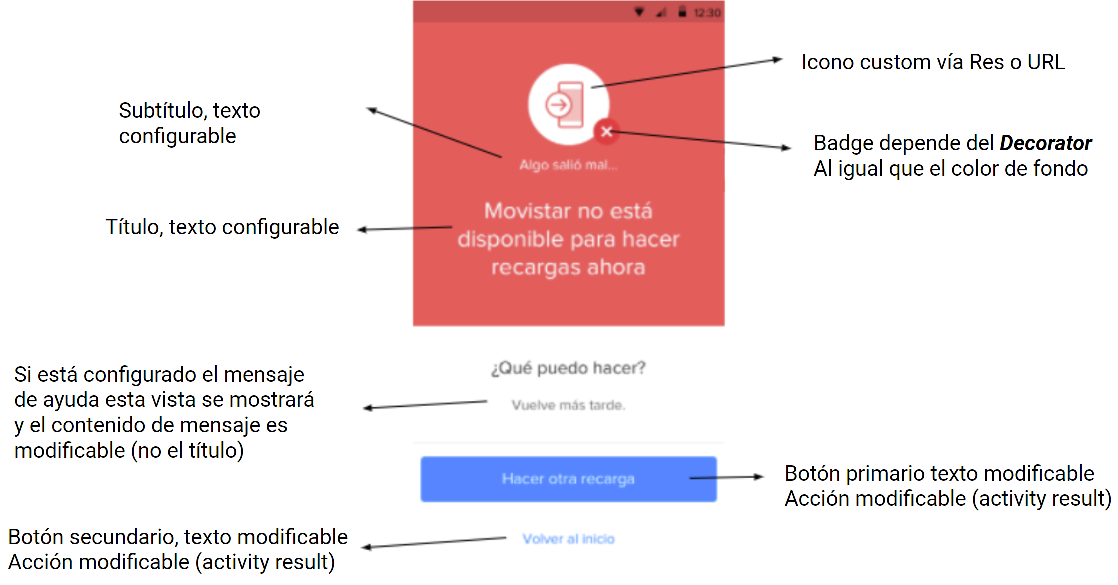 12:30
Icono custom vía Res o URL
Subtítulo, texto
configurable
Badge depende del Decorator
Al igual que el color de fondo
Algo salió mal...
Título, texto configurable
Movistar no está
disponible para hacer
recargas ahora
¿Qué puedo hacer?
Si está configurado el mensaje
de ayuda esta vista se mostrará
y el contenido de mensaje es
modificable (no el título)
Vuelve más tarde.
Hacer otra recarga
Botón primario texto modificable
Acción modificable (activity result)
Botón secundario, texto modificable
Acción modificable (activity result)
Volver al inicio